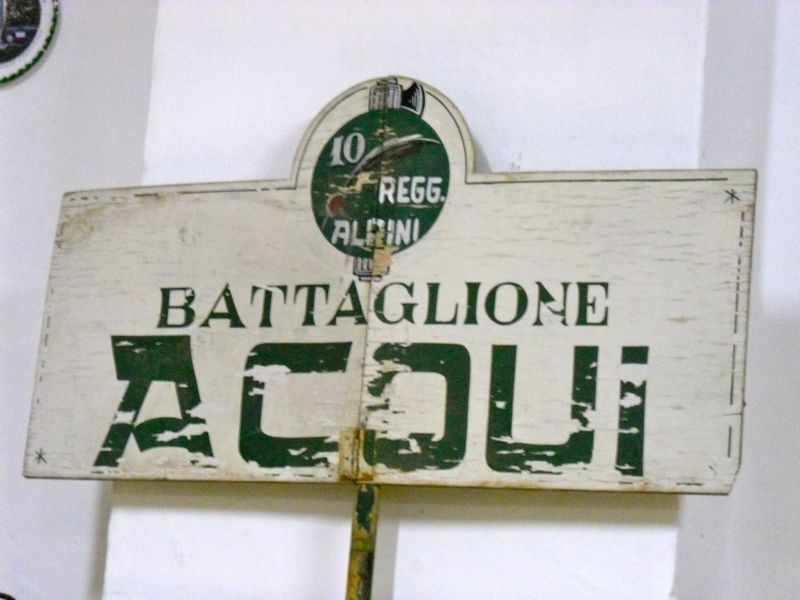 10
REGG.
ALPINI
BATTAGLIONE
ACQUI